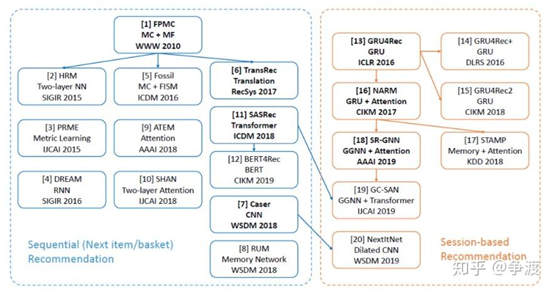 [1] FPMC
MC + MF
WWW 2010
[2] HRM
Two-layer NN
SIGIR 2015
[5] Fossil
MC + FISM
ICDM 2016
[6] TransRec
Translation
RecSys 2017
[3] PRME
Metric Learning
IJCAI 2015
[9] ATEM
Attention
AAAI 2018
[11] SASRec
Transformer
ICDM 2018
[12] BERT4Rec
BERT
CIKM 2019
[4] DREAM
RNN
SIGIR 2016
[10] SHAN
Two-layer Attention
IJCAI 2018
[7] Caser
CNN
WSDM 2018
[8] RUM
Memory Network
WSDM 2018
Sequential (Next item/basket)
Recommendation
[13] GRU4Rec
GRU
ICLR 2016
[14] GRU4Rec+
GRU
DLRS 2016
[16] NARM
GRU + Attention
CIKM 2017
[15] GRU4Rec2
GRU
CIKM 2018
[18] SR-GNN
GGNN + Attention
AAAI 2019
[17] STAMP
Memory + Attention
KDD 2018
[19] GC-SAN
GGNN + Transformer
IJCAI 2019
[20] NextItNet
Dilated CNN
WSDM 2019
Session-based
Recommendation
知乎 @争渡